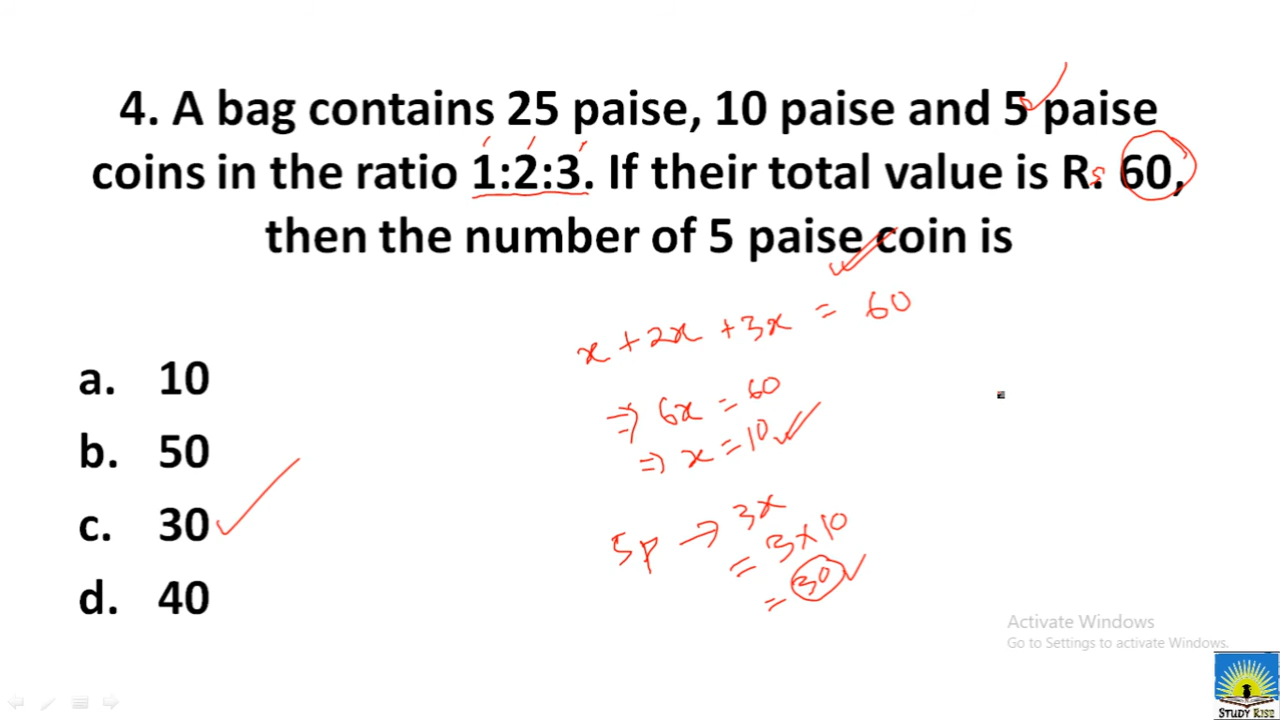 4. A bag contains 25 paise, 10 paise and 5 paise
coins in the ratio 1:2:3. If their total value is Rs. 60,
then the number of 5 paise coin is
x + 2x + 3x = 60
a. 10
⇒ 6x = 60
b. 50
⇒ x = 10
c. 30
5p → 3x
= 3 x 10
= 30
d. 40
Activate Windows
Go to Settings to activate Windows.
STUDY RISE